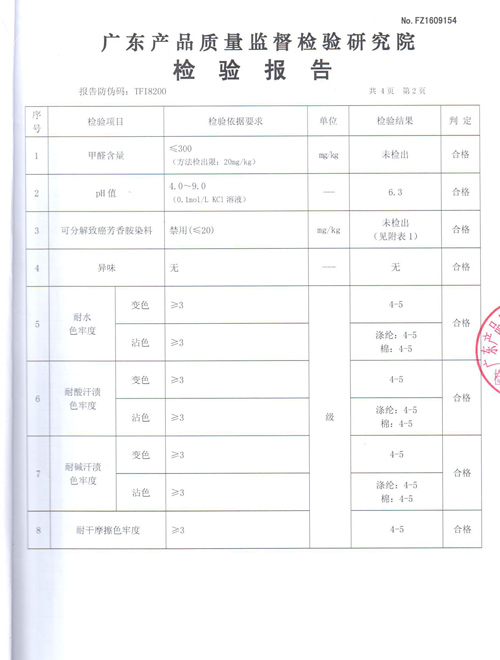 No. FZ1609154
广东产品质量监督检验研究院
检验报告
报告防伪码：TFI8200 共 4 页 第 2 页
序号 检验项目 检验依据要求 单位 检验结果 判定
1 甲醛含量 ≤300 mg/kg 未检出 合格
（方法检出限：20mg/kg）
2 pH 值 4.0～9.0 --- 6.3 合格
（0.1mol/L KCl 溶液）
3 可分解致癌芳香胺染料 禁用(≤20) mg/kg 未检出 合格
（见附表 1）
4 异味 无 --- 无 合格
5 耐水色牢度 变色 ≥3 4-5 合格
沾色 ≥3 涤纶：4-5
棉：4-5
6 耐酸汗渍色牢度 变色 ≥3 级 4-5 合格
沾色 ≥3 涤纶：4-5
棉：4-5
7 耐碱汗渍色牢度 变色 ≥3 4-5 合格
沾色 ≥3 涤纶：4-5
棉：4-5
8 耐干摩擦色牢度 ≥3 4-5 合格
广东产品